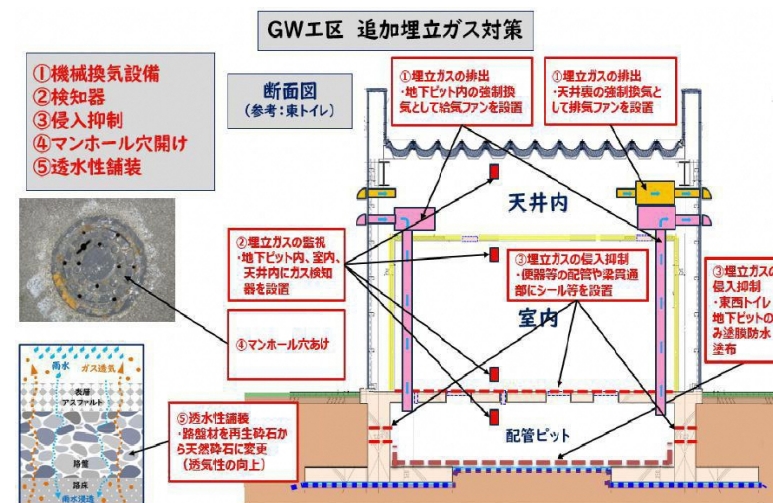 GW工区 追加埋立ガス対策
①機械換気設備
②検知器
③侵入抑制
④マンホール穴開け
⑤透水性舗装
断面図
(参考:東トイレ)
①埋立ガスの排出
・地下ピット内の強制換
気として給気ファンを設置
①埋立ガスの排出
・天井裏の強制換気と
して排気ファンを設置
天井内
②埋立ガスの監視
・地下ピット内、室内、
天井内にガス検知
器を設置
③埋立ガスの侵入抑制
・便器等の配管や梁貫通
部にシール等を設置
③埋立ガスの
侵入抑制
・東西トイレ
地下ピットの
み塗膜防水
塗布
室内
④マンホール穴あけ
雨水
ガス透気
表層
アスファルト
路盤
路床
雨水浸透
⑤透水性舗装
・路盤材を再生砕石か
ら天然砕石に変更
(透気性の向上)
配管ピット